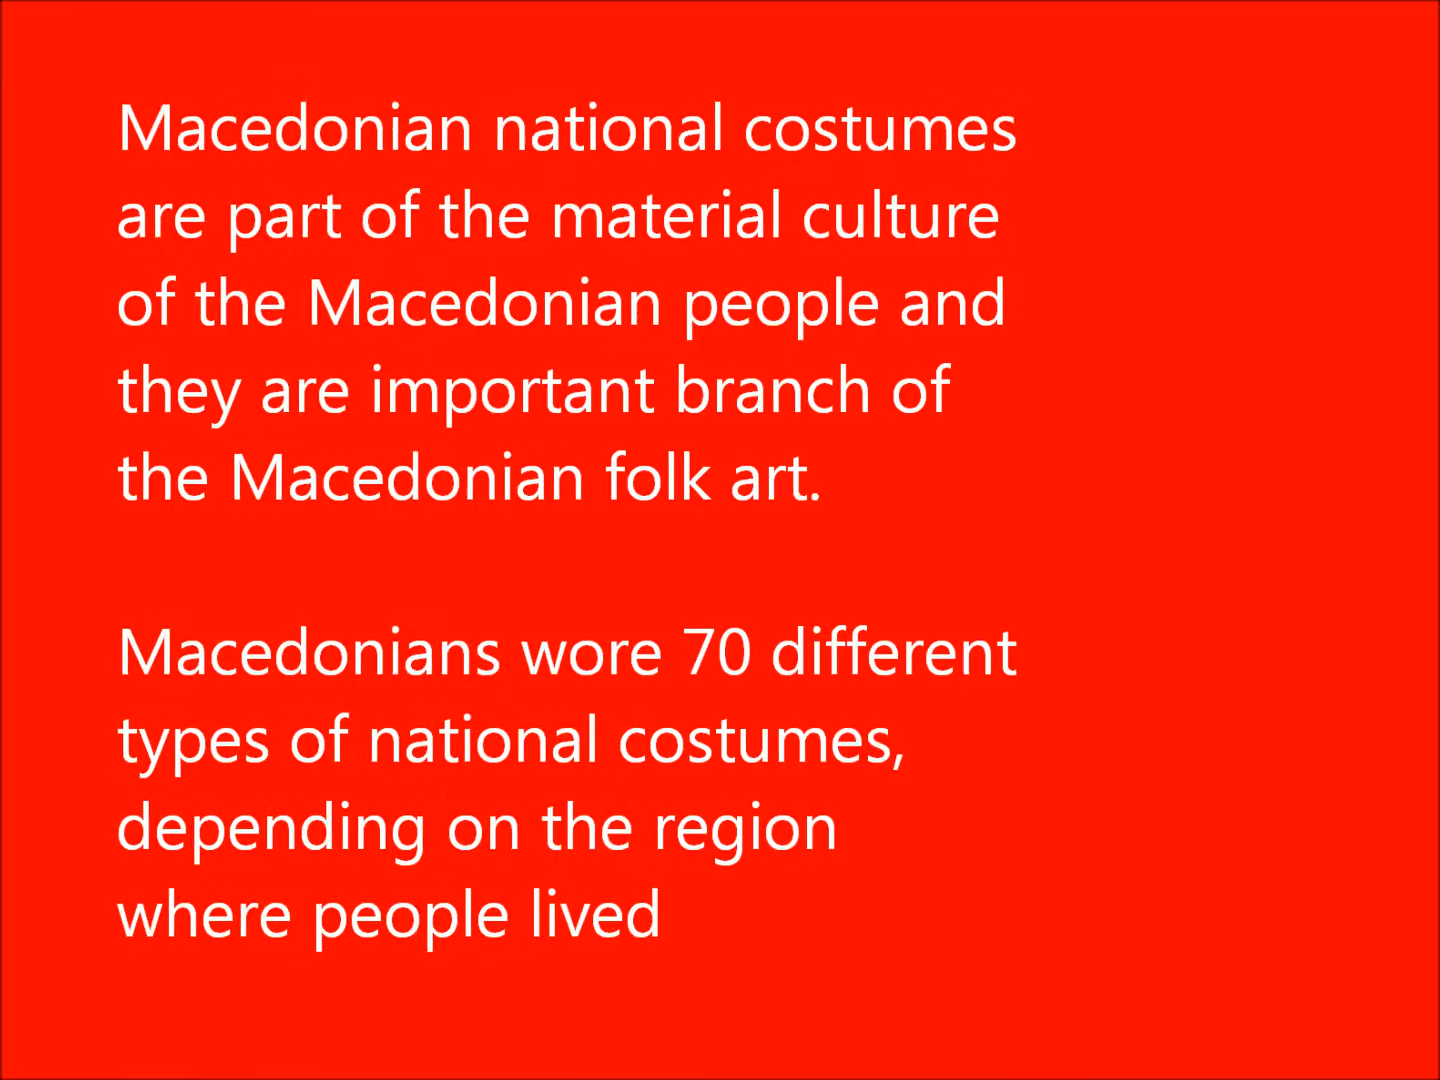 Macedonian national costumes
are part of the material culture
of the Macedonian people and
they are important branch of
the Macedonian folk art.
Macedonians wore 70 different
types of national costumes,
depending on the region
where people lived